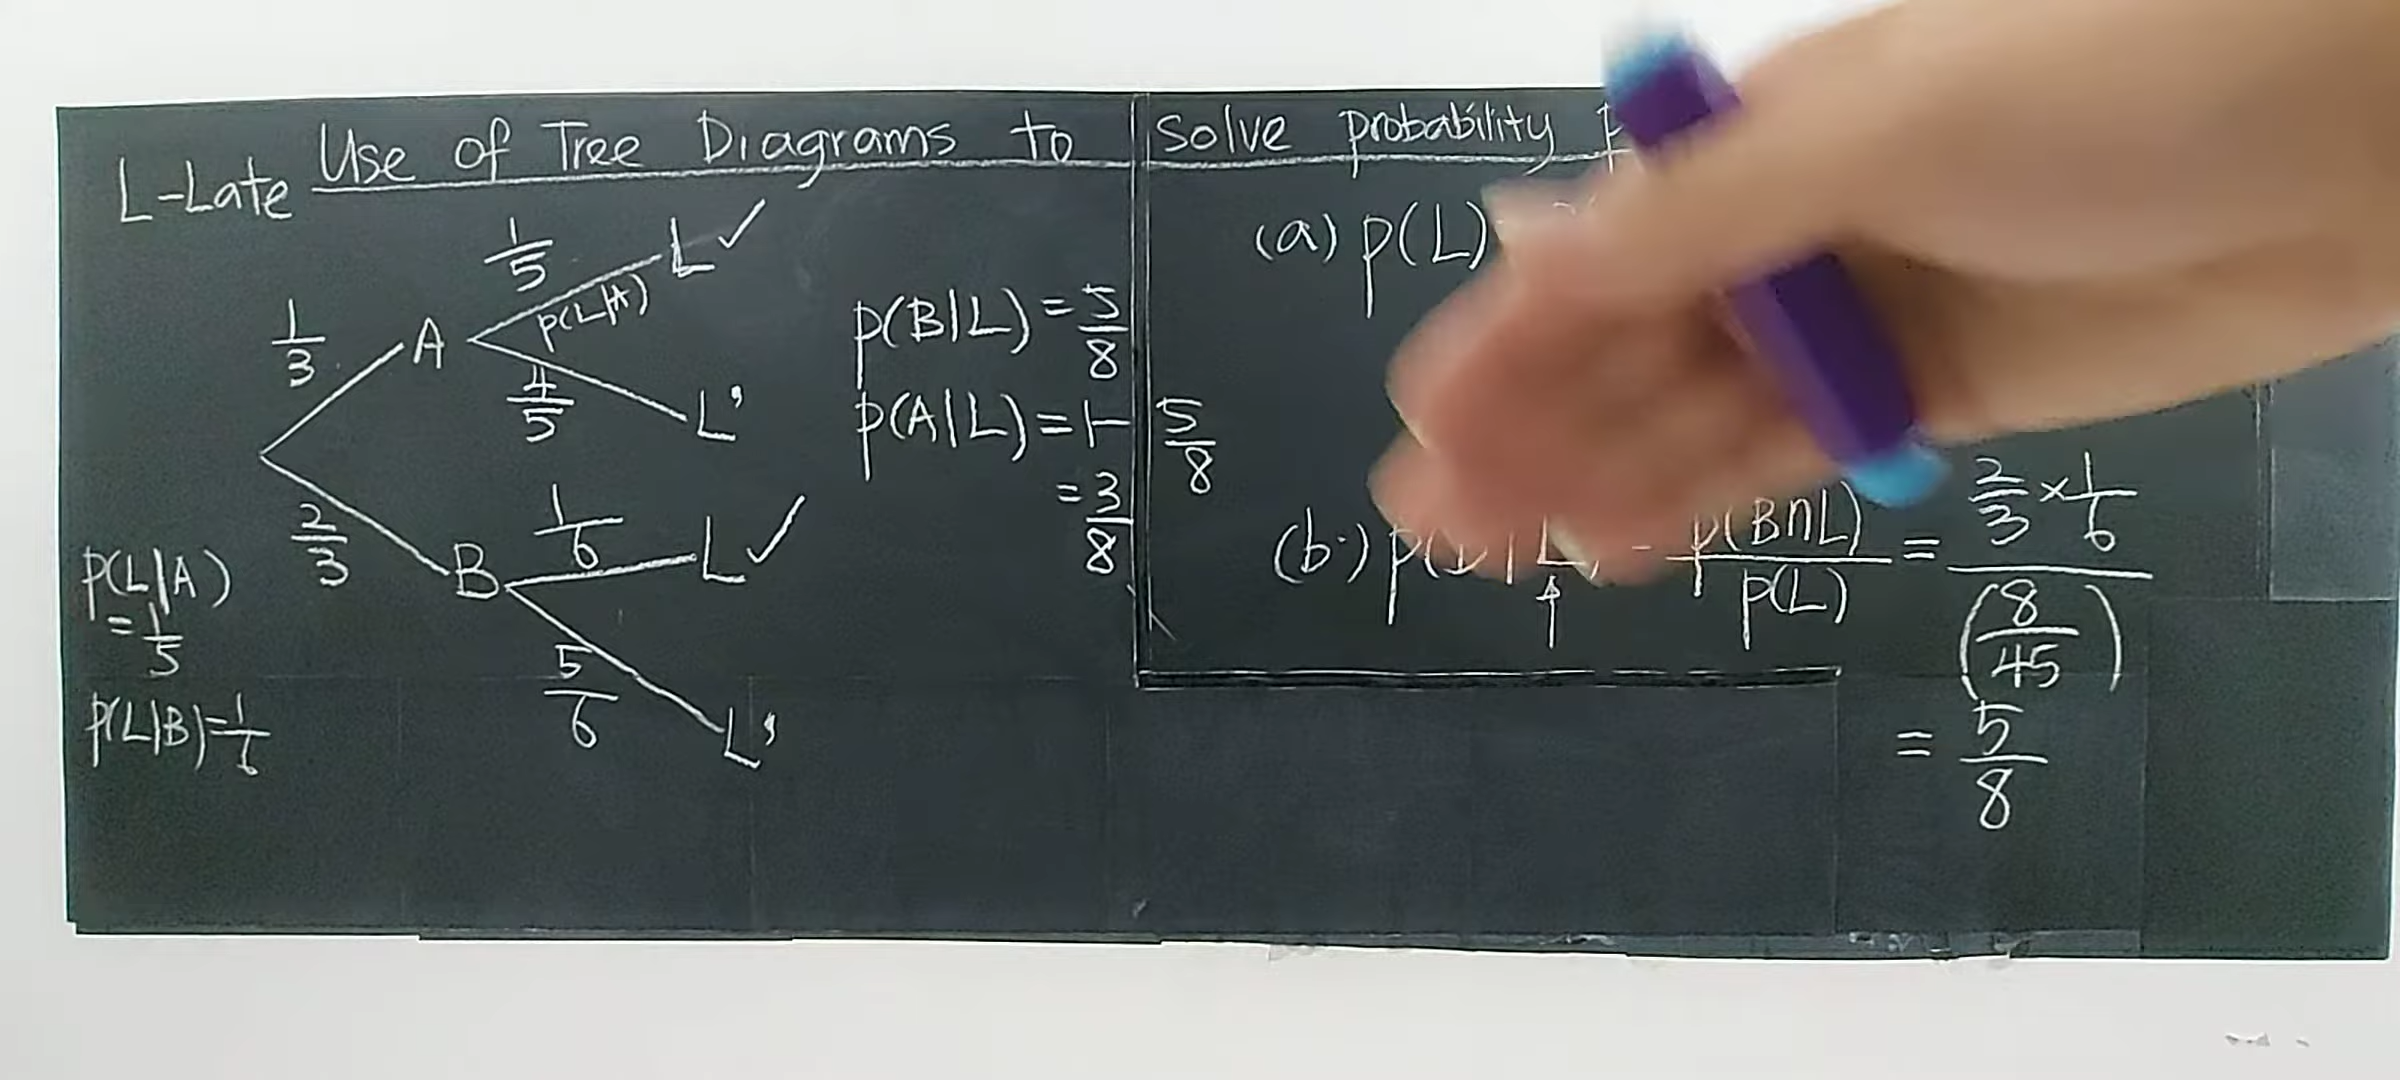 Use of Tree Diagrams to solve probability
L-Late
1/5 L ✓
p(L|A)
1/3 A
4/5 L'
2/3 B
1/6 L ✓
5/6 L'
p(L|A)
= 1/5
p(L|B) = 1/6
p(B|L) = 5/8
p(A|L) = 1 - 5/8
= 3/8
(a) p(L)
(b.) p( | L = p(B∩L)/p(L) = 2/3 × 1/6 / (8/45)
= 5/8